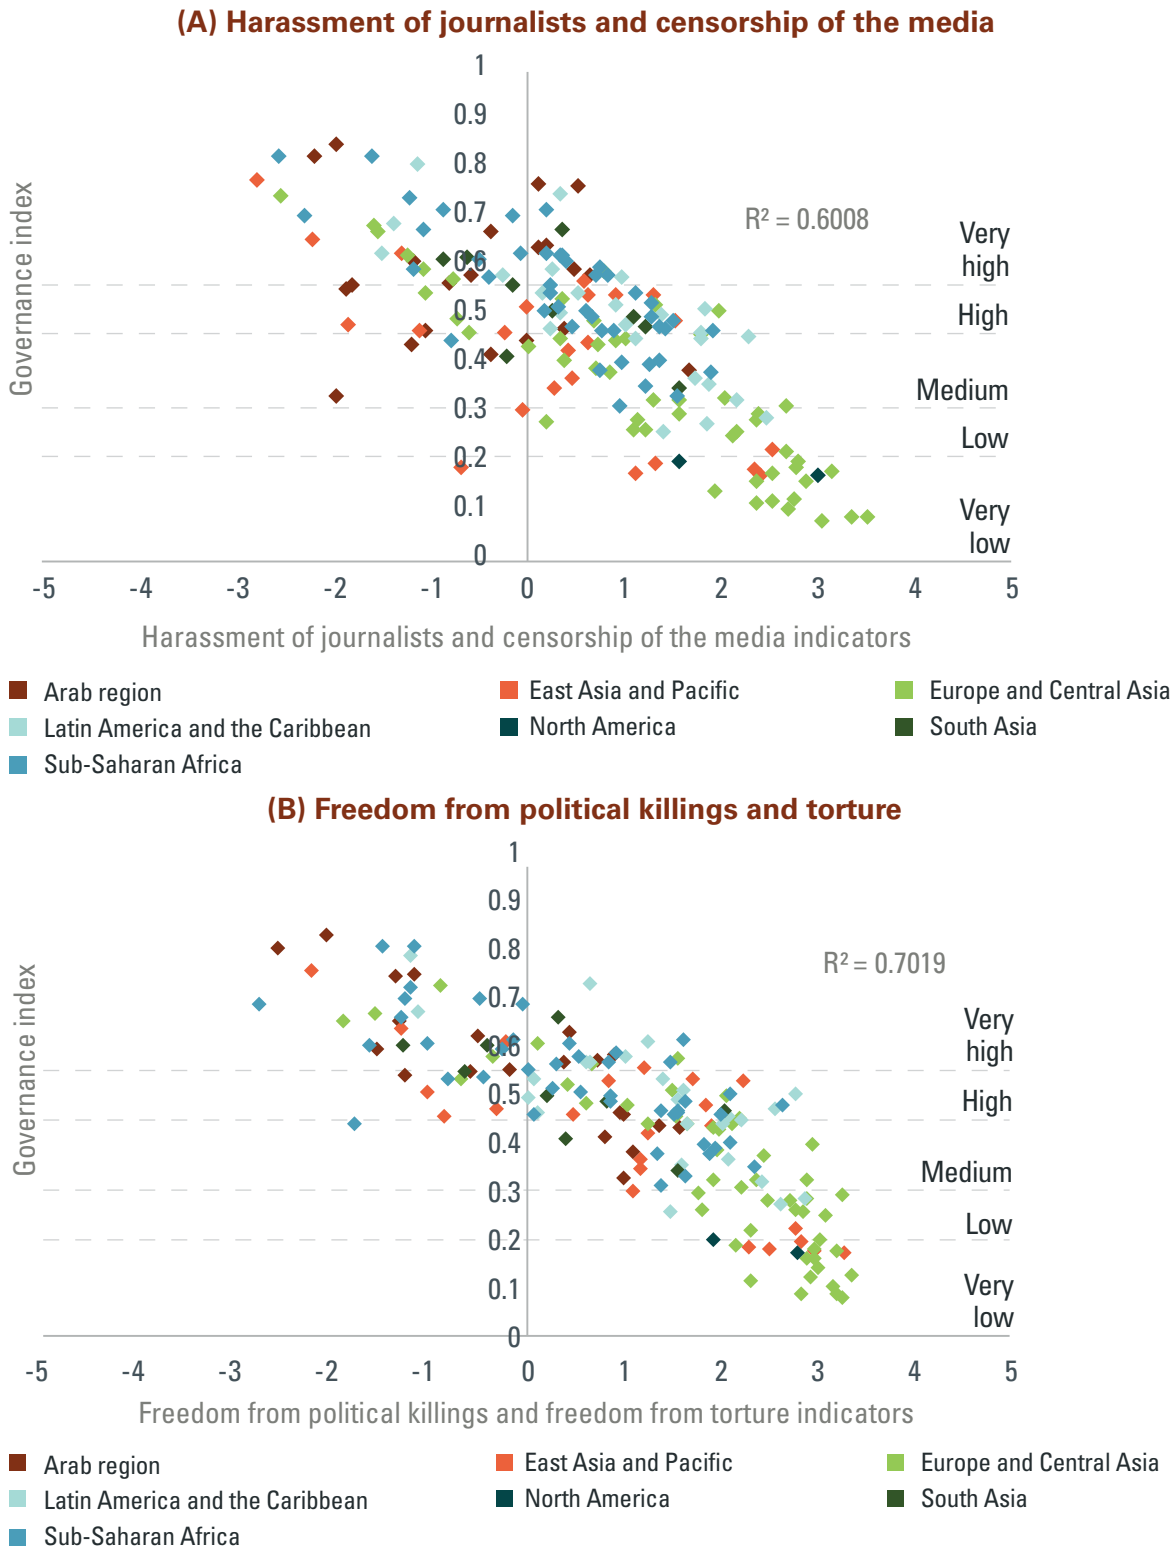 (A) Harassment of journalists and censorship of the media
Governance index
1
0.9
0.8
0.7
0.6
0.5
0.4
0.3
0.2
0.1
0
R² = 0.6008
Very
high
High
Medium
Low
Very
low
-5 -4 -3 -2 -1 0 1 2 3 4 5
Harassment of journalists and censorship of the media indicators
Arab region East Asia and Pacific Europe and Central Asia
Latin America and the Caribbean North America South Asia
Sub-Saharan Africa
(B) Freedom from political killings and torture
Governance index
1
0.9
0.8
0.7
0.6
0.5
0.4
0.3
0.2
0.1
0
R² = 0.7019
Very
high
High
Medium
Low
Very
low
-5 -4 -3 -2 -1 0 1 2 3 4 5
Freedom from political killings and freedom from torture indicators
Arab region East Asia and Pacific Europe and Central Asia
Latin America and the Caribbean North America South Asia
Sub-Saharan Africa